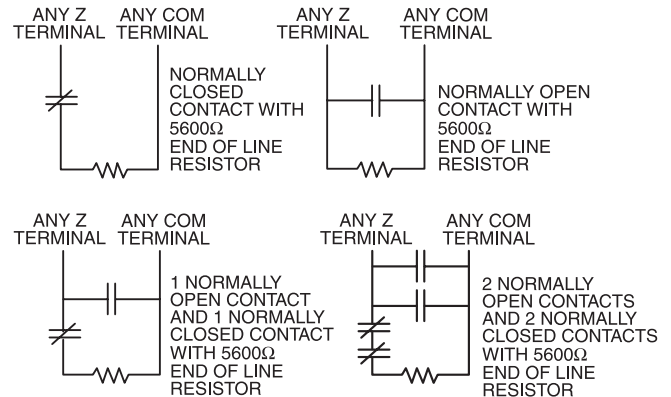 ANY Z
TERMINAL
ANY COM
TERMINAL
NORMALLY
CLOSED
CONTACT WITH
5600Ω
END OF LINE
RESISTOR
ANY Z
TERMINAL
ANY COM
TERMINAL
NORMALLY OPEN
CONTACT WITH
5600Ω
END OF LINE
RESISTOR
ANY Z
TERMINAL
ANY COM
TERMINAL
1 NORMALLY
OPEN CONTACT
AND 1 NORMALLY
CLOSED CONTACT
WITH 5600Ω
END OF LINE
RESISTOR
ANY Z
TERMINAL
ANY COM
TERMINAL
2 NORMALLY
OPEN CONTACTS
AND 2 NORMALLY
CLOSED CONTACTS
WITH 5600Ω
END OF LINE
RESISTOR